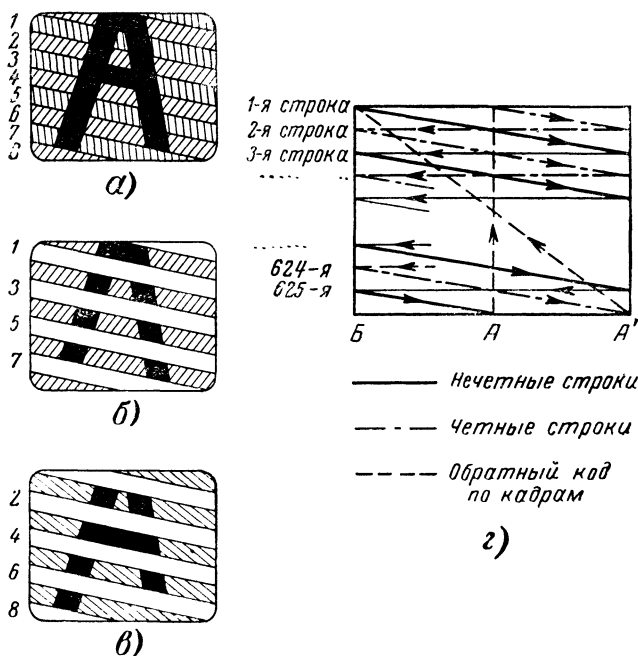 1
2
3
4
5
6
7
8
а)
1
3
5
7
б)
2
4
6
8
в)
1-я строка
2-я строка
3-я строка
624-я
625-я
Б А А'
Нечетные строки
Четные строки
Обратный ход
по кадрам
г)